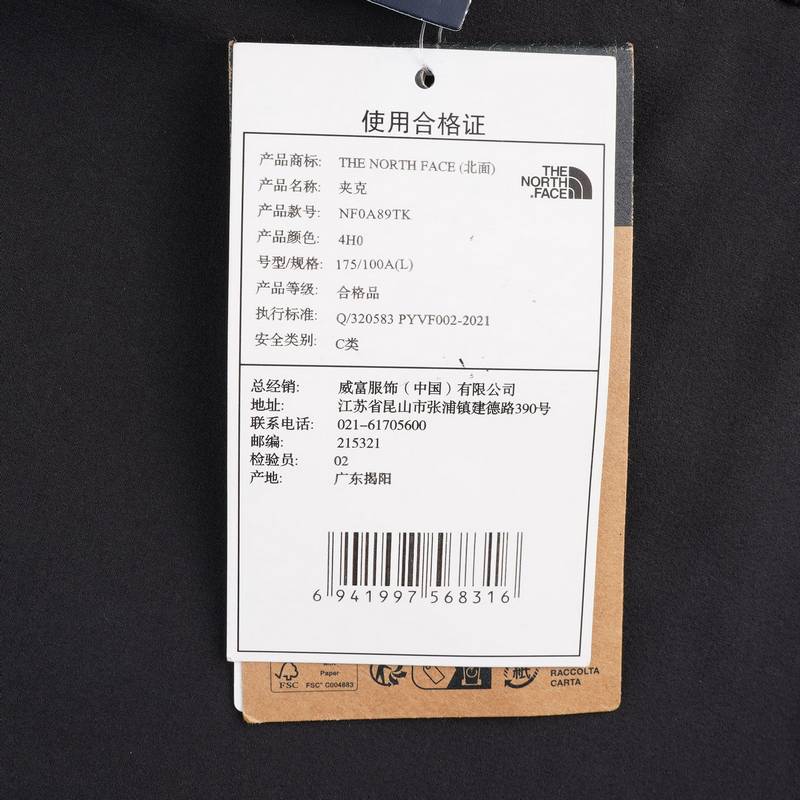 使用合格证
产品商标: THE NORTH FACE (北面)
产品名称: 夹克
产品款号: NF0A89TK
产品颜色: 4H0
号型/规格: 175/100A(L)
产品等级: 合格品
执行标准: Q/320583 PYVF002-2021
安全类别: C类
THE
NORTH
FACE
总经销: 威富服饰（中国）有限公司
地址: 江苏省昆山市张浦镇建德路390号
联系电话: 021-61705600
邮编: 215321
检验员: 02
产地: 广东揭阳
6 941997 568316
FSC
Paper
FSC® C004883
紙
RACCOLTA
CARTA